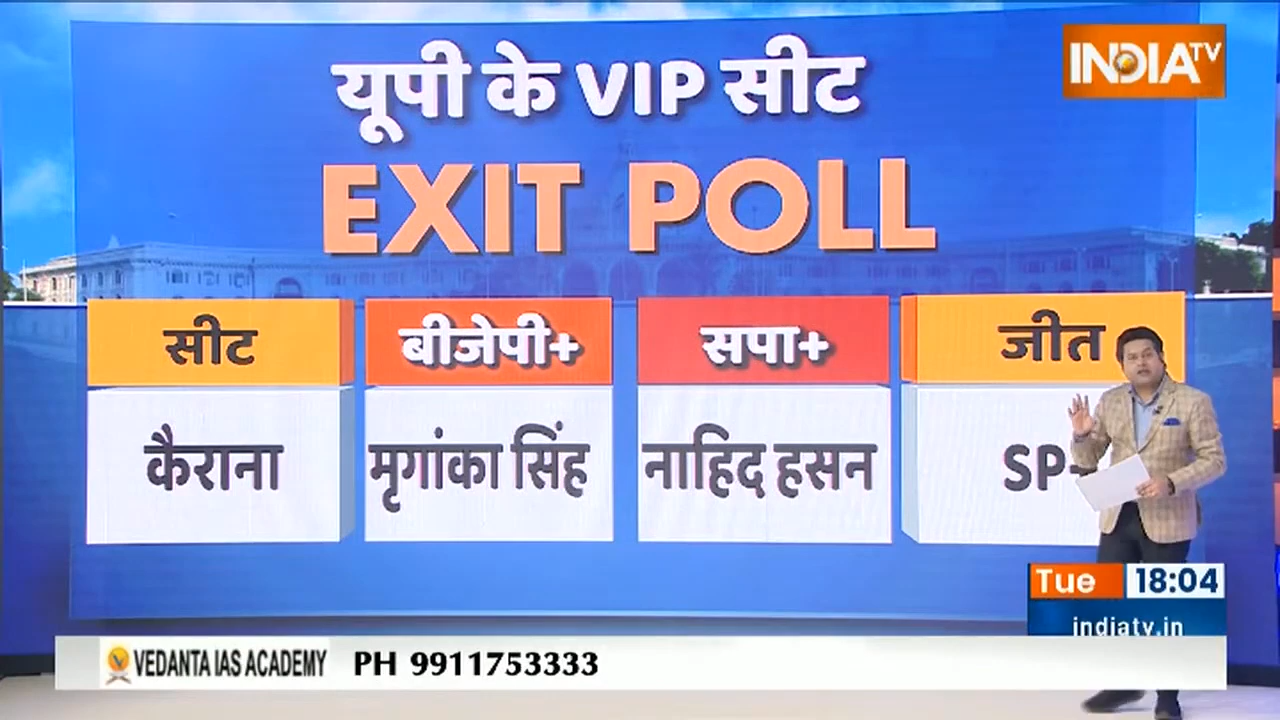 यूपी के VIP सीट
INDIA TV
EXIT POLL
सीट
बीजेपी+
सपा+
जीत
कैराना
मृगांका सिंह
नाहिद हसन
SP
Tue 18:04
indiatv.in
VEDANTA IAS ACADEMY PH 9911753333